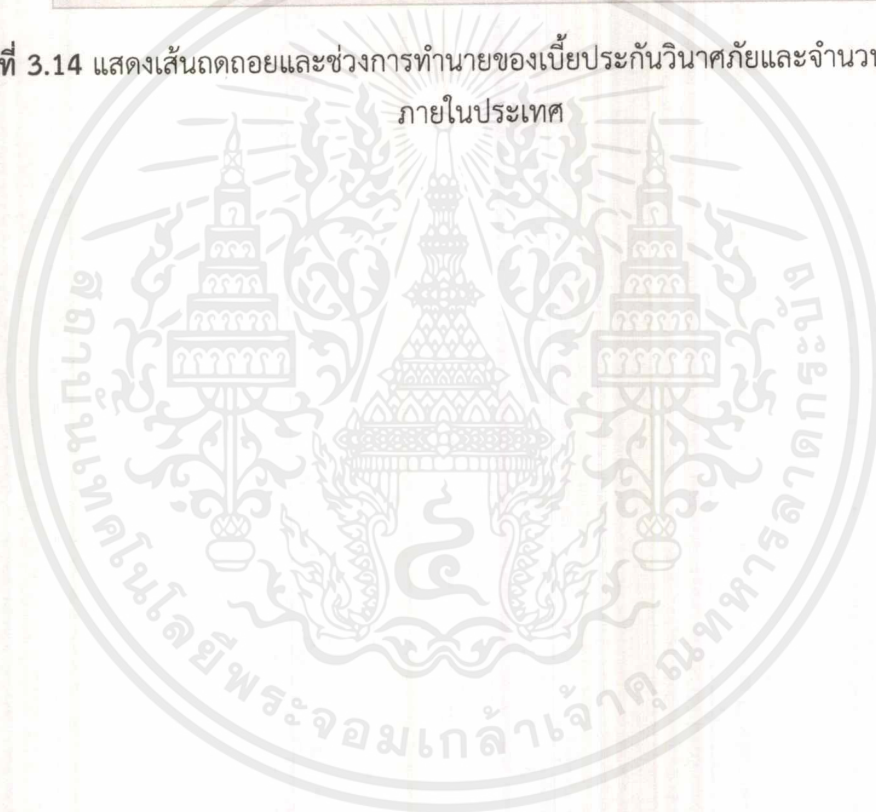 ที่ 3.14 แสดงเส้นถดถอยและช่วงการทำนายของเบี้ยประกันวินาศภัยและจำนวน
ภายในประเทศ
สถาบันเทคโนโลยีพระจอมเกล้าเจ้าคุณทหารลาดกระบัง
๔